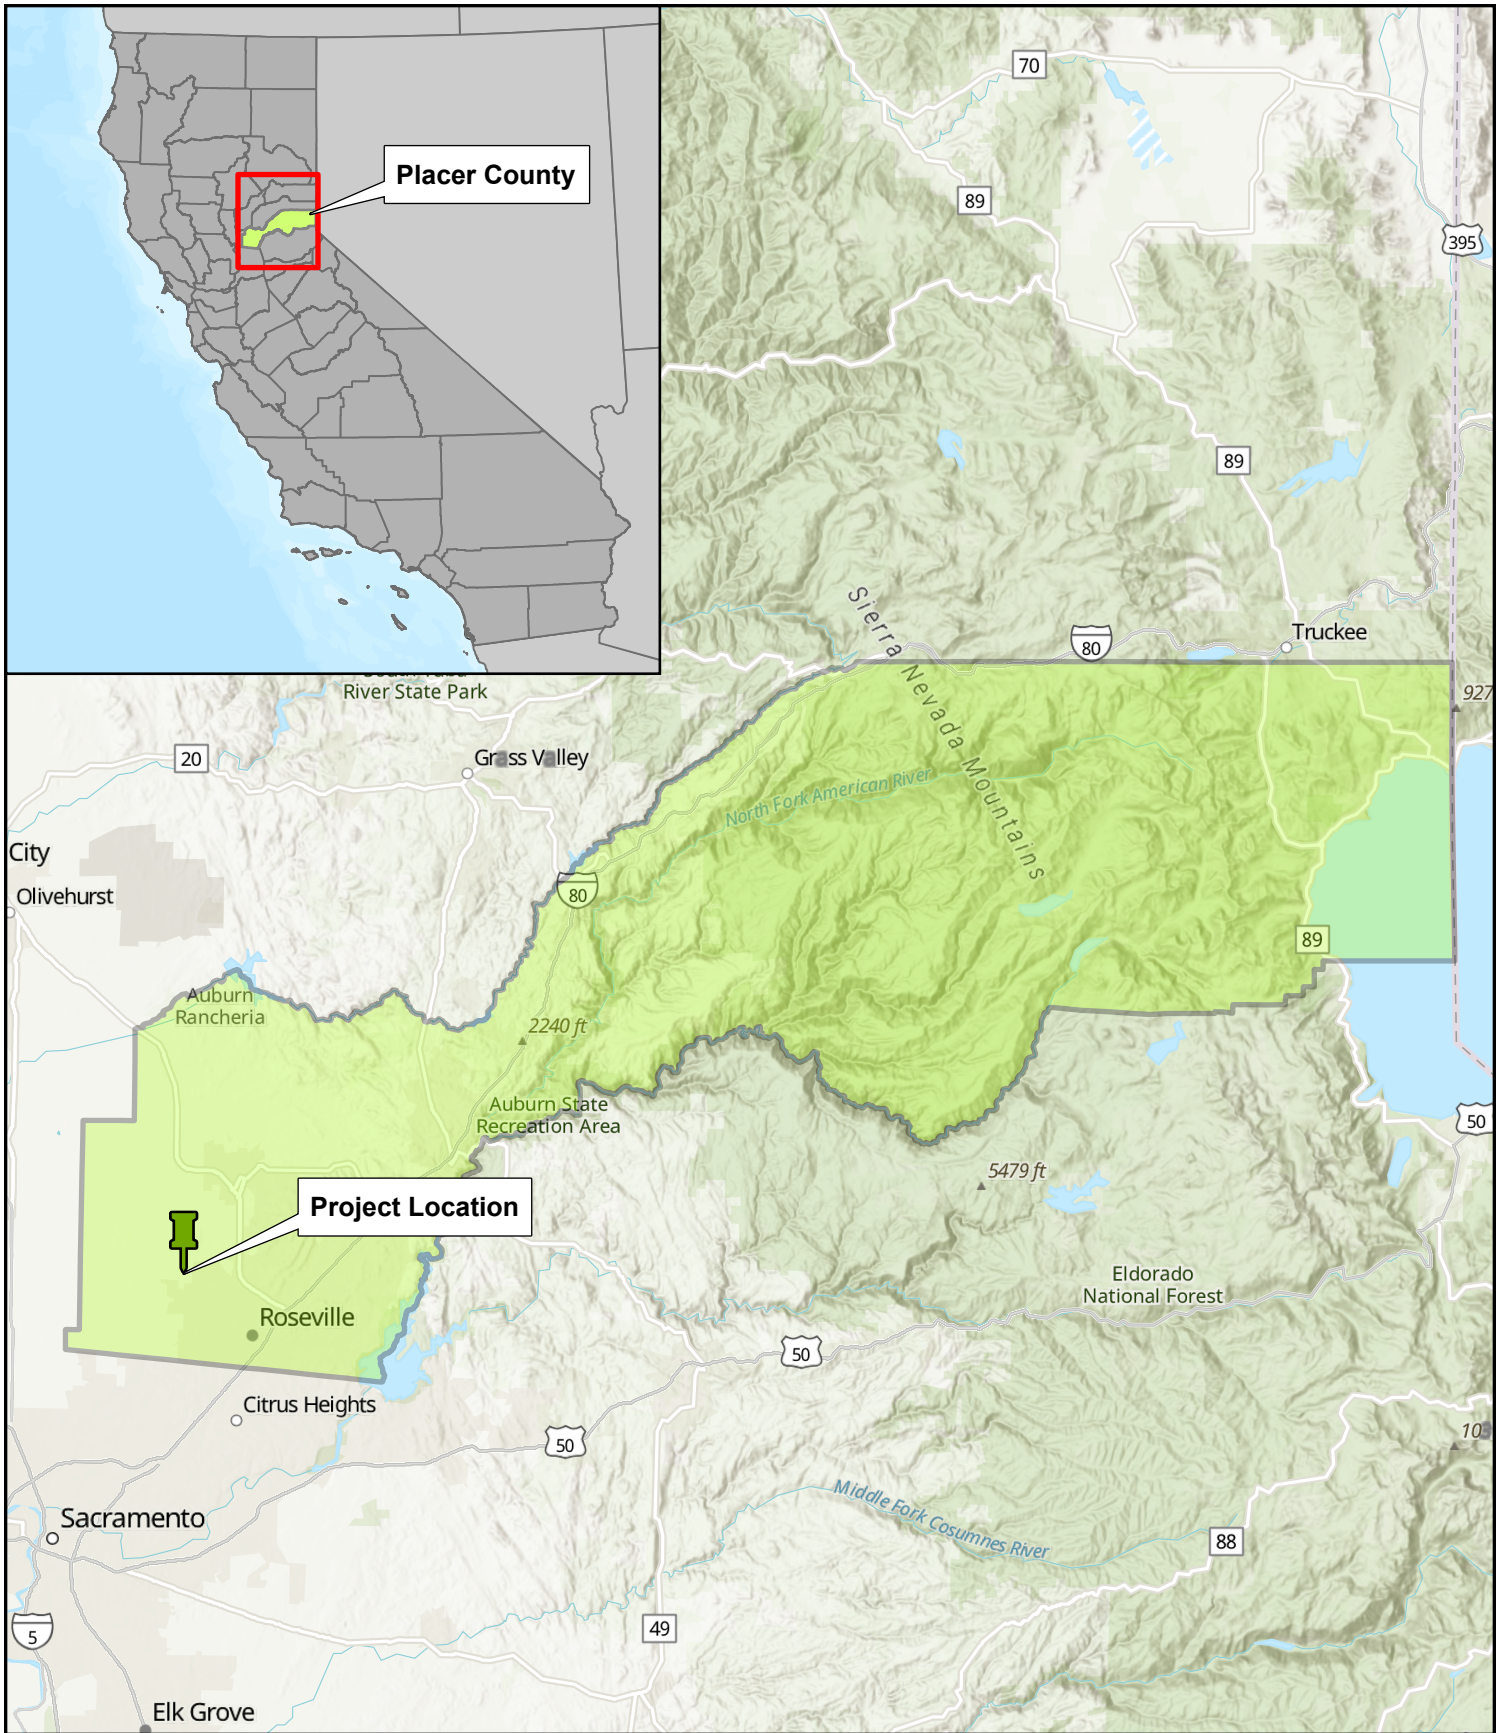 Placer County
70
89
395
89
Sierra Nevada Mountains
80
Truckee
River State Park
927
20
Grass Valley
North Fork American River
City
80
Olivehurst
89
Auburn
Rancheria
2240 ft
Auburn State
Recreation Area
50
5479 ft
Project Location
Eldorado
National Forest
Roseville
50
Citrus Heights
50
Middle Fork Cosumnes River
Sacramento
88
5
49
Elk Grove